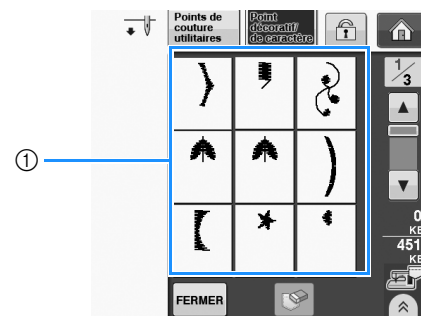 Points de
couture
utilitaires
Point
décoratif/
de caractère
1/3
①
0
KB
451
KB
FERMER